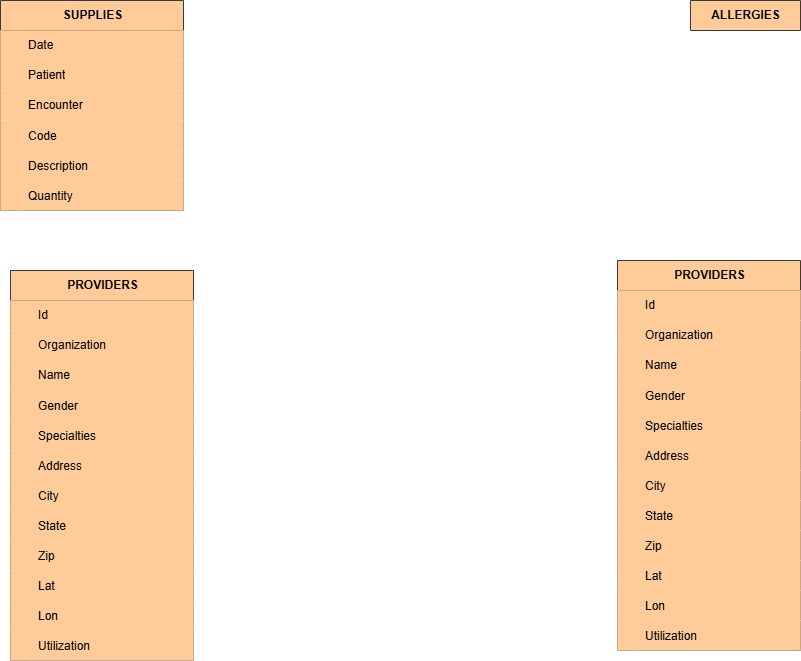 SUPPLIES
Date
Patient
Encounter
Code
Description
Quantity
ALLERGIES
PROVIDERS
Id
Organization
Name
Gender
Specialties
Address
City
State
Zip
Lat
Lon
Utilization
PROVIDERS
Id
Organization
Name
Gender
Specialties
Address
City
State
Zip
Lat
Lon
Utilization